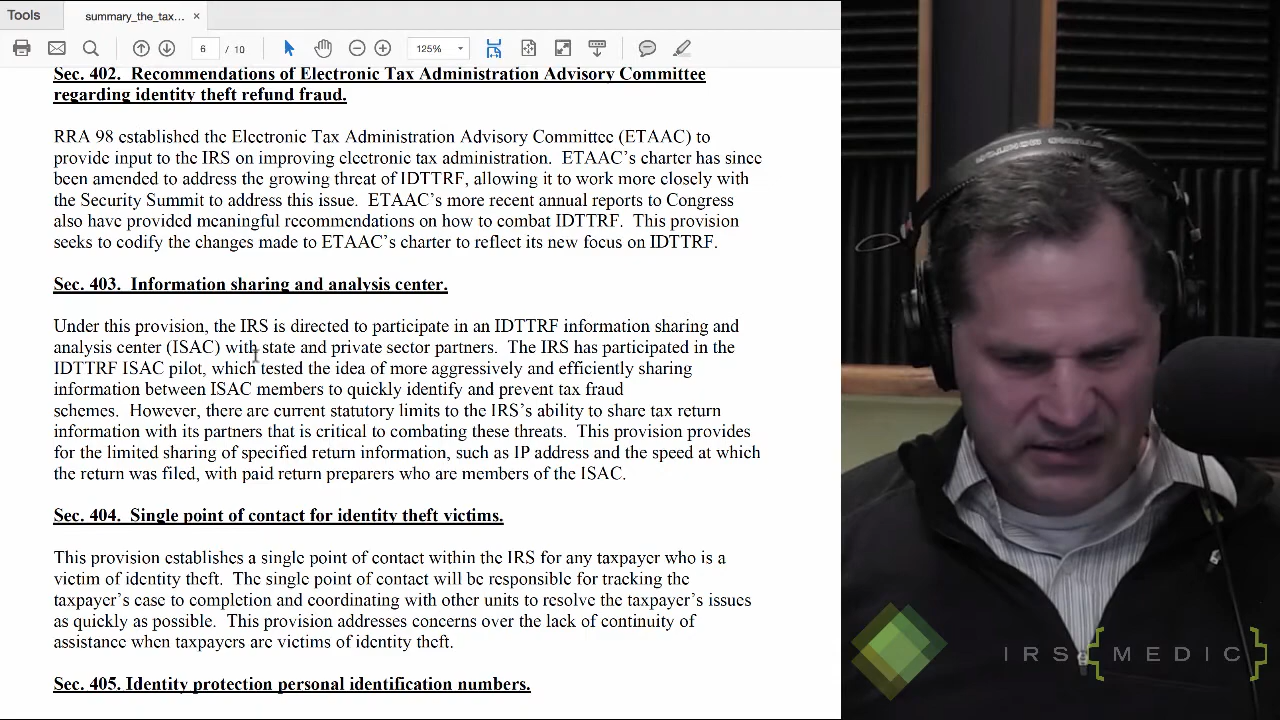 Tools
summary_the_tax... ×
6 / 10
125%
Sec. 402.  Recommendations of Electronic Tax Administration Advisory Committee
regarding identity theft refund fraud.
RRA 98 established the Electronic Tax Administration Advisory Committee (ETAAC) to
provide input to the IRS on improving electronic tax administration.  ETAAC's charter has since
been amended to address the growing threat of IDTTRF, allowing it to work more closely with
the Security Summit to address this issue.  ETAAC's more recent annual reports to Congress
also have provided meaningful recommendations on how to combat IDTTRF.  This provision
seeks to codify the changes made to ETAAC's charter to reflect its new focus on IDTTRF.
Sec. 403.  Information sharing and analysis center.
Under this provision, the IRS is directed to participate in an IDTTRF information sharing and
analysis center (ISAC) with state and private sector partners.  The IRS has participated in the
IDTTRF ISAC pilot, which tested the idea of more aggressively and efficiently sharing
information between ISAC members to quickly identify and prevent tax fraud
schemes.  However, there are current statutory limits to the IRS's ability to share tax return
information with its partners that is critical to combating these threats.  This provision provides
for the limited sharing of specified return information, such as IP address and the speed at which
the return was filed, with paid return preparers who are members of the ISAC.
Sec. 404.  Single point of contact for identity theft victims.
This provision establishes a single point of contact within the IRS for any taxpayer who is a
victim of identity theft.  The single point of contact will be responsible for tracking the
taxpayer's case to completion and coordinating with other units to resolve the taxpayer's issues
as quickly as possible.  This provision addresses concerns over the lack of continuity of
assistance when taxpayers are victims of identity theft.
Sec. 405. Identity protection personal identification numbers.
IRS{MEDIC}